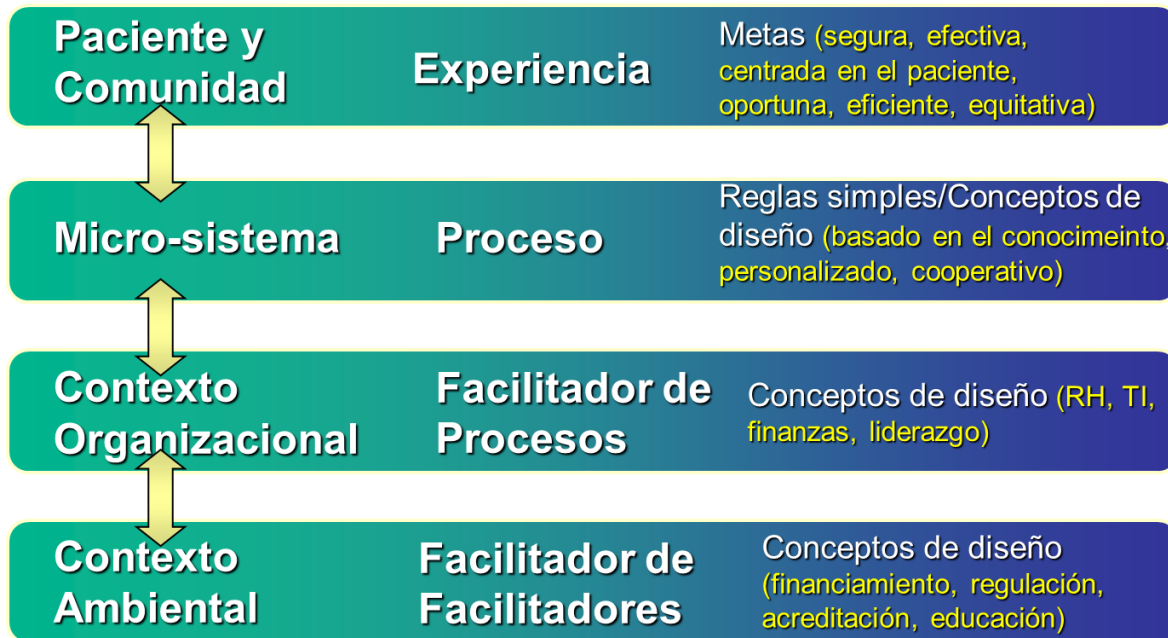 Paciente y
Comunidad
Experiencia
Metas (segura, efectiva,
centrada en el paciente,
oportuna, eficiente, equitativa)
Micro-sistema
Proceso
Reglas simples/Conceptos de
diseño (basado en el conocimeinto,
personalizado, cooperativo)
Contexto
Organizacional
Facilitador de
Procesos
Conceptos de diseño (RH, TI,
finanzas, liderazgo)
Contexto
Ambiental
Facilitador de
Facilitadores
Conceptos de diseño
(financiamiento, regulación,
acreditación, educación)